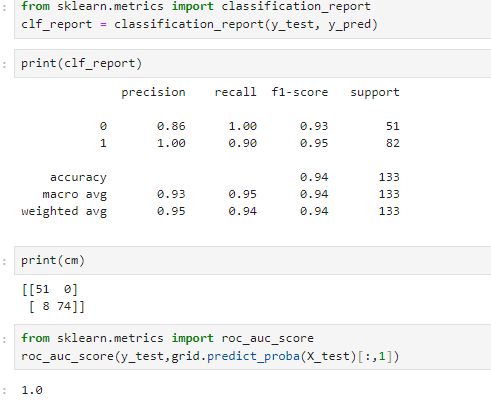 from sklearn.metrics import classification_report
clf_report = classification_report(y_test, y_pred)
print(clf_report)
precision recall f1-score support
0 0.86 1.00 0.93 51
1 1.00 0.90 0.95 82
accuracy 0.94 133
macro avg 0.93 0.95 0.94 133
weighted avg 0.95 0.94 0.94 133
print(cm)
[[51 0]
[ 8 74]]
from sklearn.metrics import roc_auc_score
roc_auc_score(y_test,grid.predict_proba(X_test)[:,1])
1.0